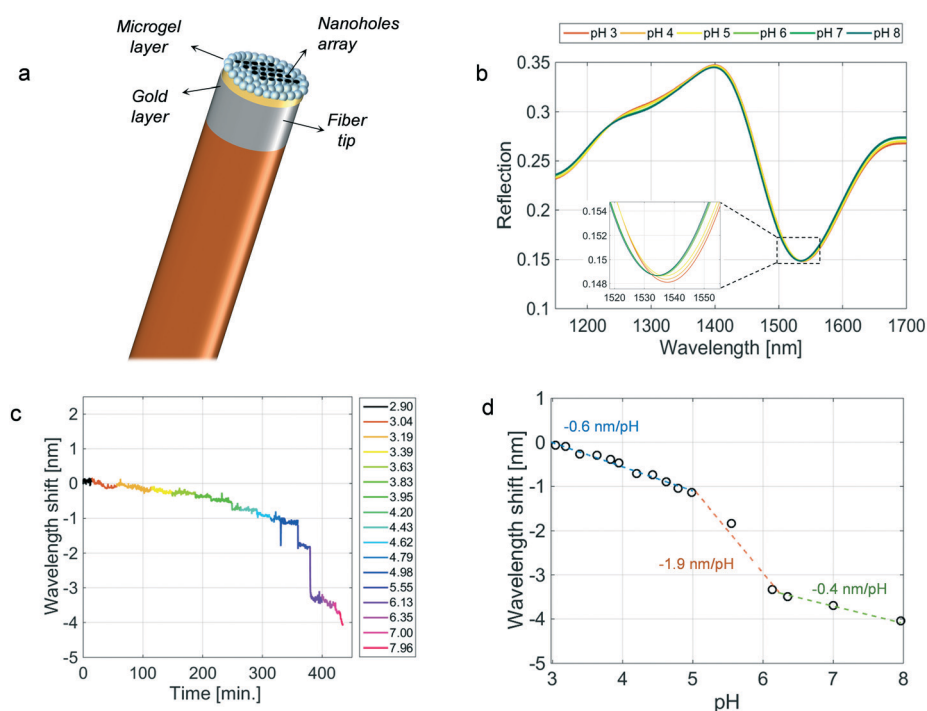 a
Microgel
layer
Nanoholes
array
Gold
layer
Fiber
tip
pH 3 pH 4 pH 5 pH 6 pH 7 pH 8
b
0.35
0.3
0.25
0.2
0.15
0.1
Reflection
0.154
0.152
0.15
0.148
1520 1530 1540 1550
1200 1300 1400 1500 1600 1700
Wavelength [nm]
c
2
1
0
-1
-2
-3
-4
-5
Wavelength shift [nm]
0 100 200 300 400
Time [min.]
2.90
3.04
3.19
3.39
3.63
3.83
3.95
4.20
4.43
4.62
4.79
4.98
5.55
6.13
6.35
7.00
7.96
d
1
0
-1
-2
-3
-4
-5
Wavelength shift [nm]
-0.6 nm/pH
-1.9 nm/pH
-0.4 nm/pH
3 4 5 6 7 8
pH